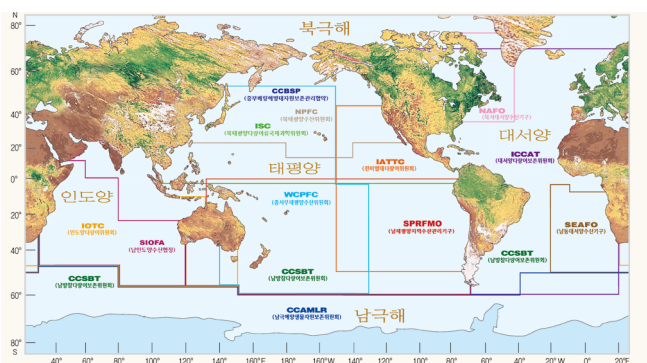 N
80°
북극해
60°
CCBSP
(중부베링해명태자원보존관리협약)
NPFC
(북태평양수산위원회)
NAFO
(북서대서양수산기구)
40°
ISC
(북태평양다랑어류국제과학위원회)
대서양
20°
태평양
IATTC
(전미열대다랑어위원회)
ICCAT
(대서양다랑어보존위원회)
0°
인도양
WCPFC
(중서부태평양수산위원회)
20°
IOTC
(인도양다랑어위원회)
SPRFMO
(남태평양지역수산관리기구)
SEAFO
(남동대서양수산기구)
SIOFA
(남인도양수산협정)
40°
CCSBT
(남방참다랑어보존위원회)
CCSBT
(남방참다랑어보존위원회)
CCSBT
(남방참다랑어보존위원회)
60°
CCAMLR
(남극해양생물자원보존위원회)
남극해
80°
S
40° 60° 80° 100° 120° 140° 160°E 180° 160°W 140° 120° 100° 80° 60° 40° 20° 0° 20°E